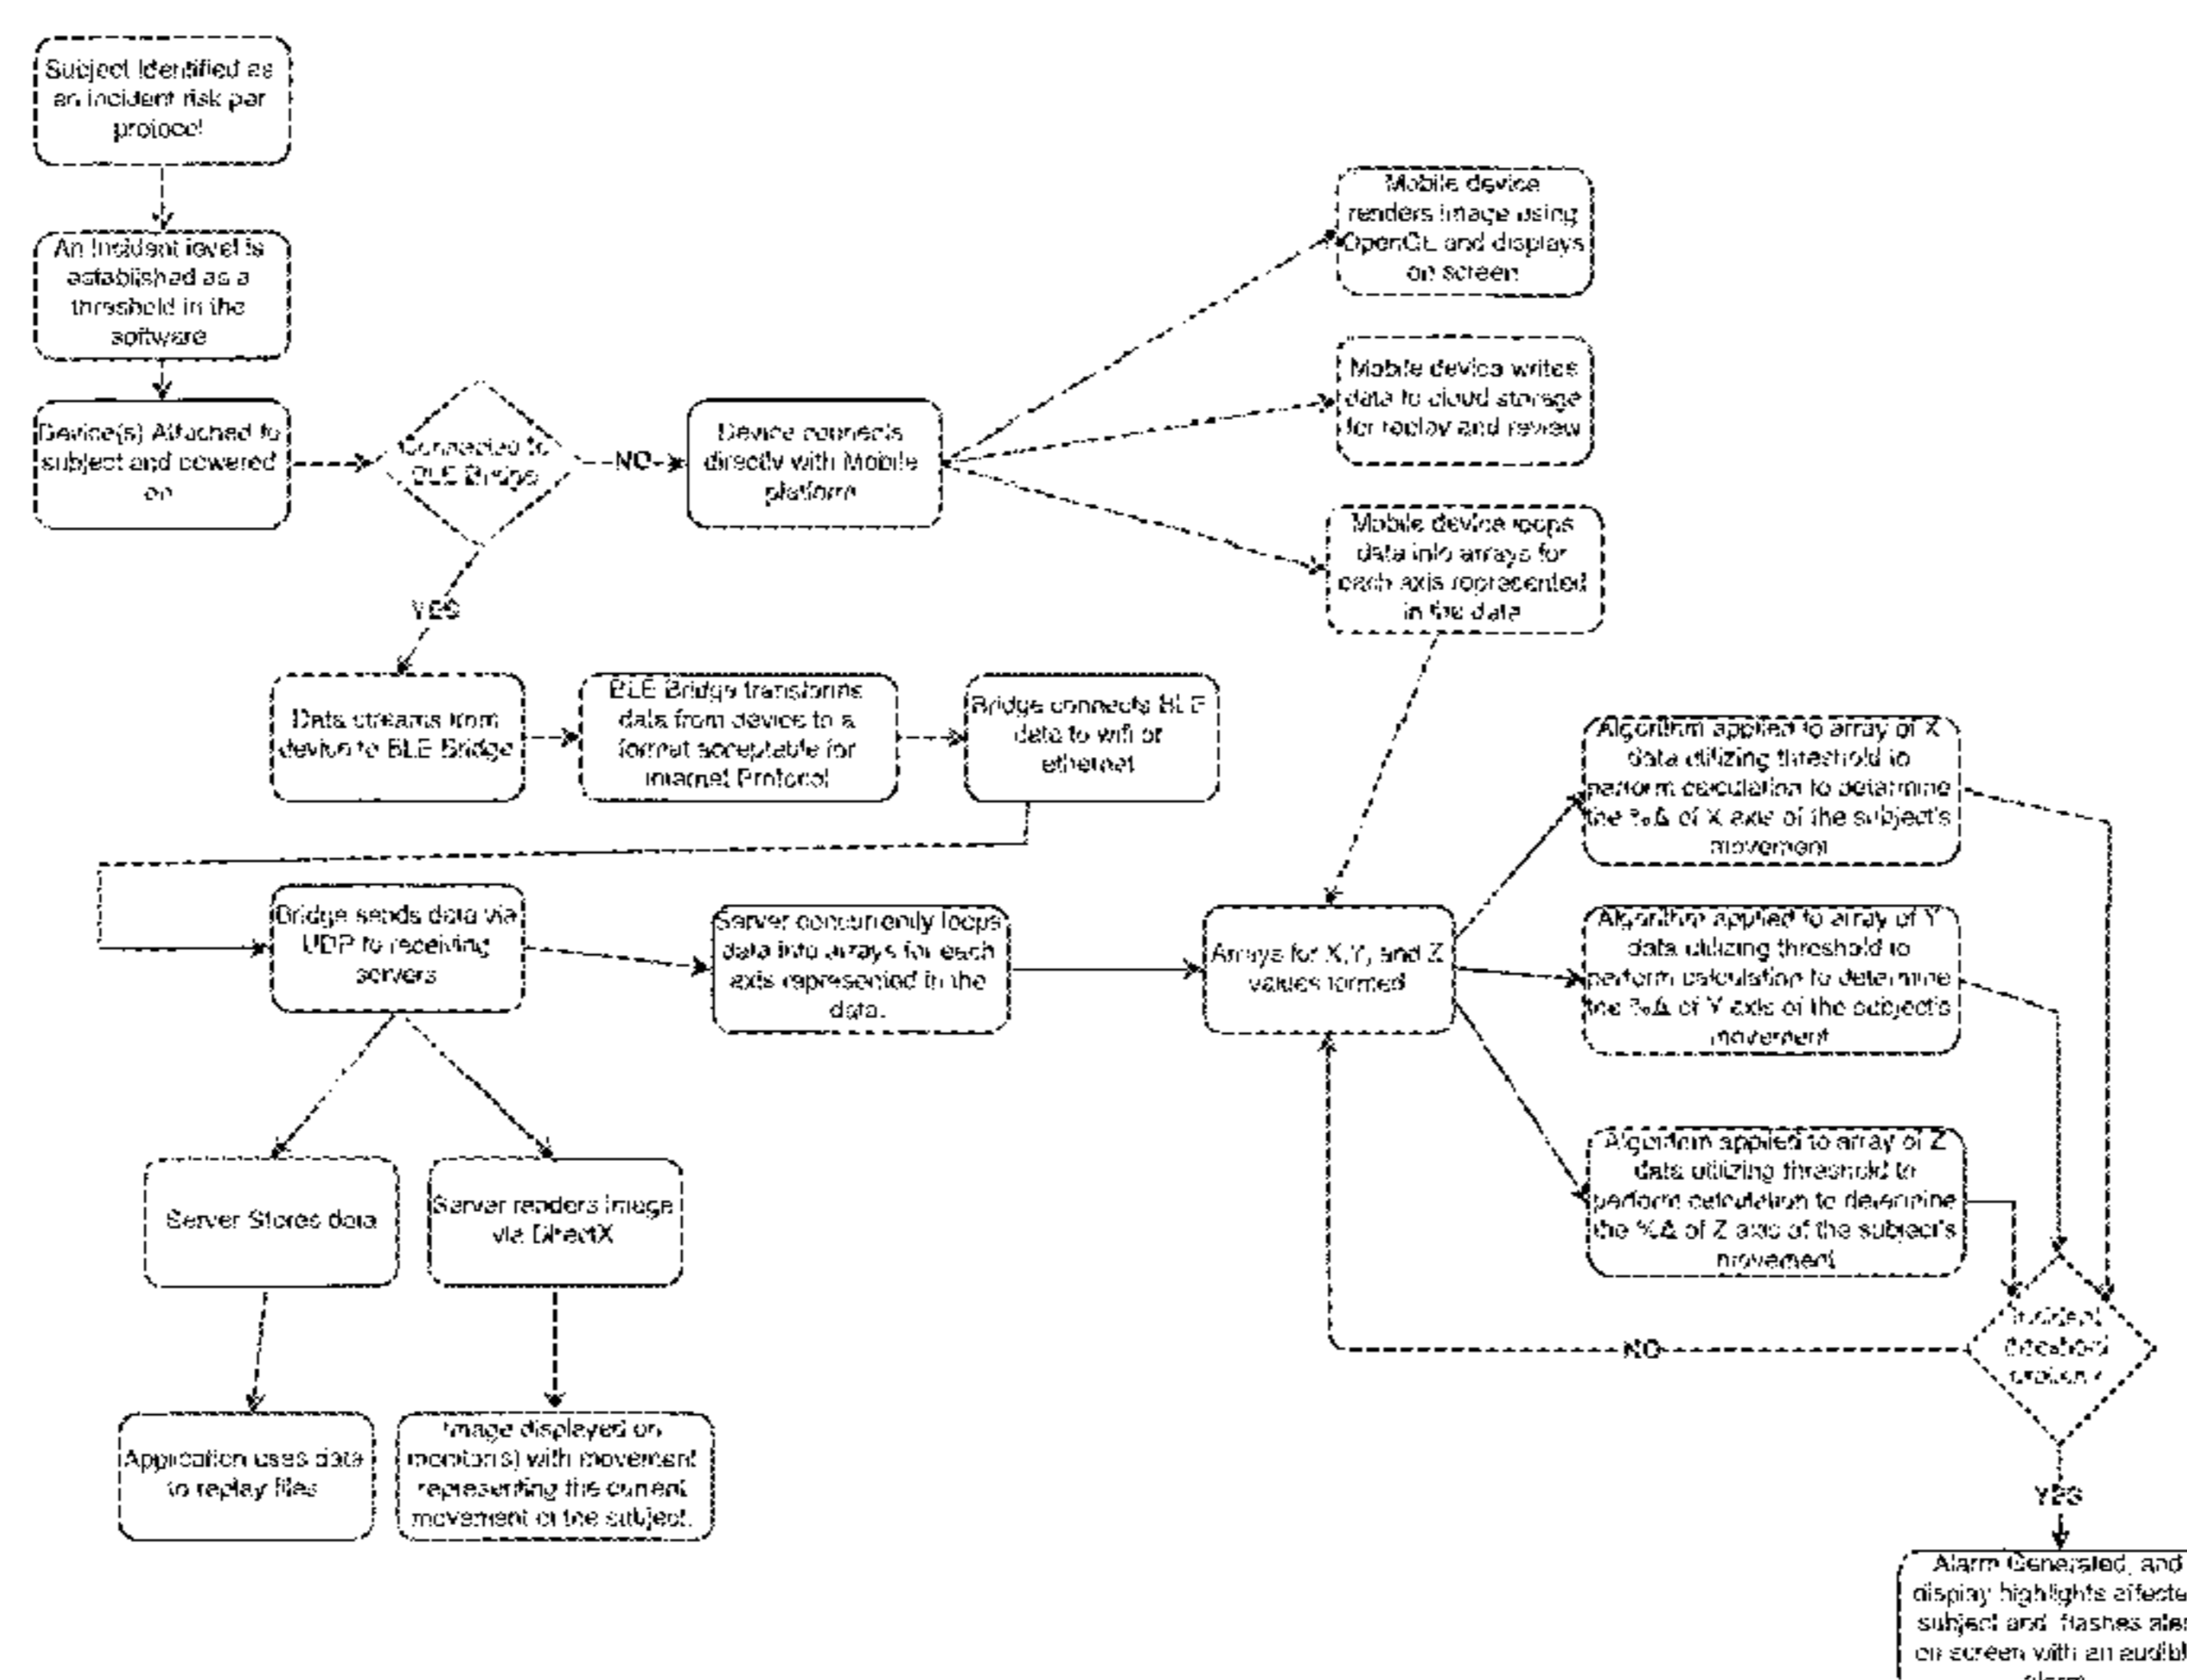 Subject Identified as
an incident risk per
protocol
An Incident level is
established as a
threshold in the
software
Device(s) Attached to
subject and powered
on
Connected to
BLE Bridge
NO
Device connects
directly with Mobile
platform
Mobile device
renders image using
OpenGL and displays
on screen
Mobile device writes
data to cloud storage
for replay and review
Mobile device loops
data into arrays for
each axis represented
in the data
YES
Data streams from
device to BLE Bridge
BLE Bridge transforms
data from device to a
format acceptable for
Internet Protocol
Bridge connects BLE
data to wifi or
ethernet
Bridge sends data via
UDP to receiving
servers
Server concurrently loops
data into arrays for each
axis represented in the
data.
Arrays for X,Y, and Z
values formed
Algorithm applied to array of X
data utilizing threshold to
perform calculation to determine
the %Δ of X axis of the subject's
movement
Algorithm applied to array of Y
data utilizing threshold to
perform calculation to determine
the %Δ of Y axis of the subject's
movement
Algorithm applied to array of Z
data utilizing threshold to
perform calculation to determine
the %Δ of Z axis of the subject's
movement
Server Stores data
Server renders image
via DirectX
Application uses data
to replay files
Image displayed on
monitor(s) with movement
representing the current
movement of the subject.
Incident
threshold
NO
YES
Alarm Generated, and
display highlights affecte
subject and flashes aler
on screen with an audibl
alarm